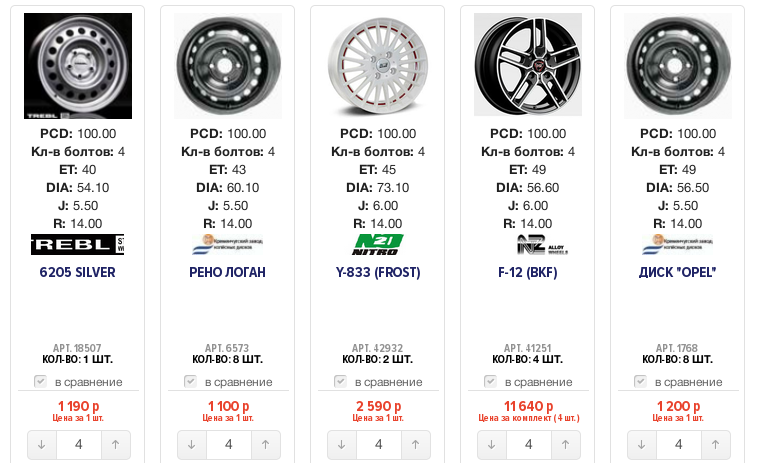 TREBL
PCD: 100.00
Кл-в болтов: 4
ET: 40
DIA: 54.10
J: 5.50
R: 14.00
TREBL
6205 SILVER
АРТ. 18507
КОЛ-ВО: 1 ШТ.
в сравнение
1 190 р
Цена за 1 шт.
4
PCD: 100.00
Кл-в болтов: 4
ET: 43
DIA: 60.10
J: 5.50
R: 14.00
Кременчугский завод
колёсных дисков
РЕНО ЛОГАН
АРТ. 6573
КОЛ-ВО: 8 ШТ.
в сравнение
1 100 р
Цена за 1 шт.
4
PCD: 100.00
Кл-в болтов: 4
ET: 45
DIA: 73.10
J: 6.00
R: 14.00
N2O
NITRO
Y-833 (FROST)
АРТ. 42932
КОЛ-ВО: 2 ШТ.
в сравнение
2 590 р
Цена за 1 шт.
4
PCD: 100.00
Кл-в болтов: 4
ET: 49
DIA: 56.60
J: 6.00
R: 14.00
NZ ALLOY
WHEELS
F-12 (BKF)
АРТ. 41251
КОЛ-ВО: 4 ШТ.
в сравнение
11 640 р
Цена за комплект (4 шт.)
4
PCD: 100.00
Кл-в болтов: 4
ET: 49
DIA: 56.50
J: 5.50
R: 14.00
Кременчугский завод
колёсных дисков
ДИСК "OPEL"
АРТ. 1768
КОЛ-ВО: 8 ШТ.
в сравнение
1 200 р
Цена за 1 шт.
4